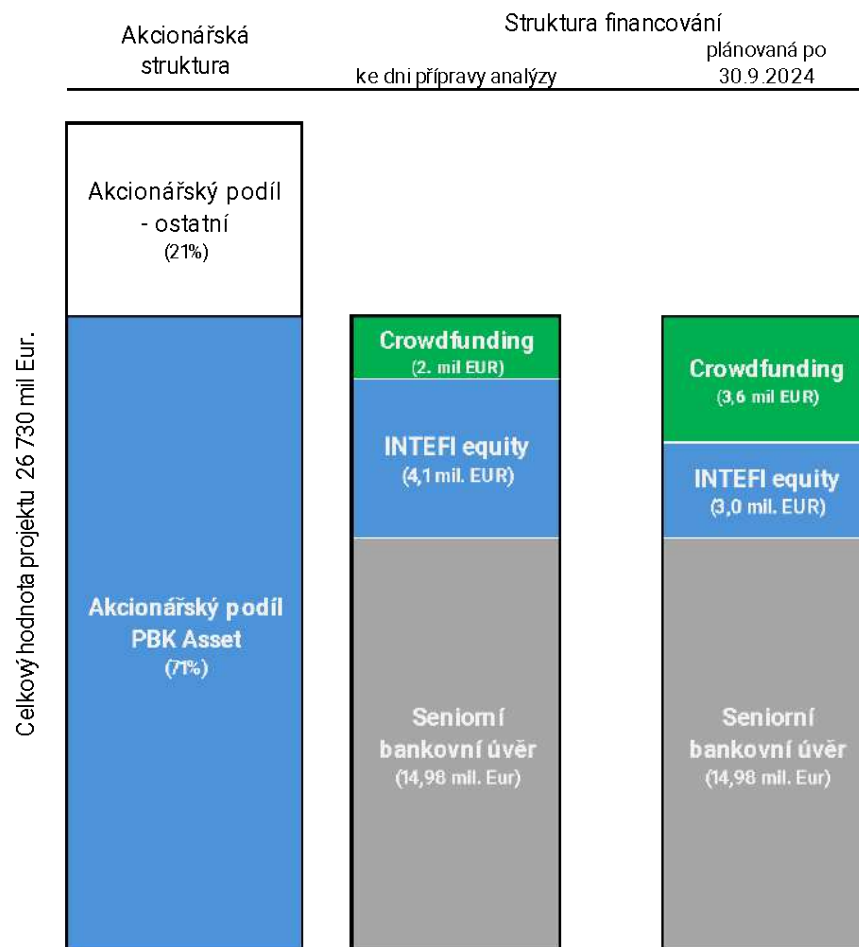 Akcionářská
struktura
Struktura financování
ke dni přípravy analýzy
plánovaná po
30.9.2024
Celkový hodnota projektu 26 730 mil Eur.
Akcionářský podíl
- ostatní
(21%)
Akcionářský podíl
PBK Asset
(71%)
Crowdfunding
(2. mil EUR)
INTEFI equity
(4,1 mil. EUR)
Seniorní
bankovní úvěr
(14,98 mil. Eur)
Crowdfunding
(3,6 mil EUR)
INTEFI equity
(3,0 mil. EUR)
Seniorní
bankovní úvěr
(14,98 mil. Eur)